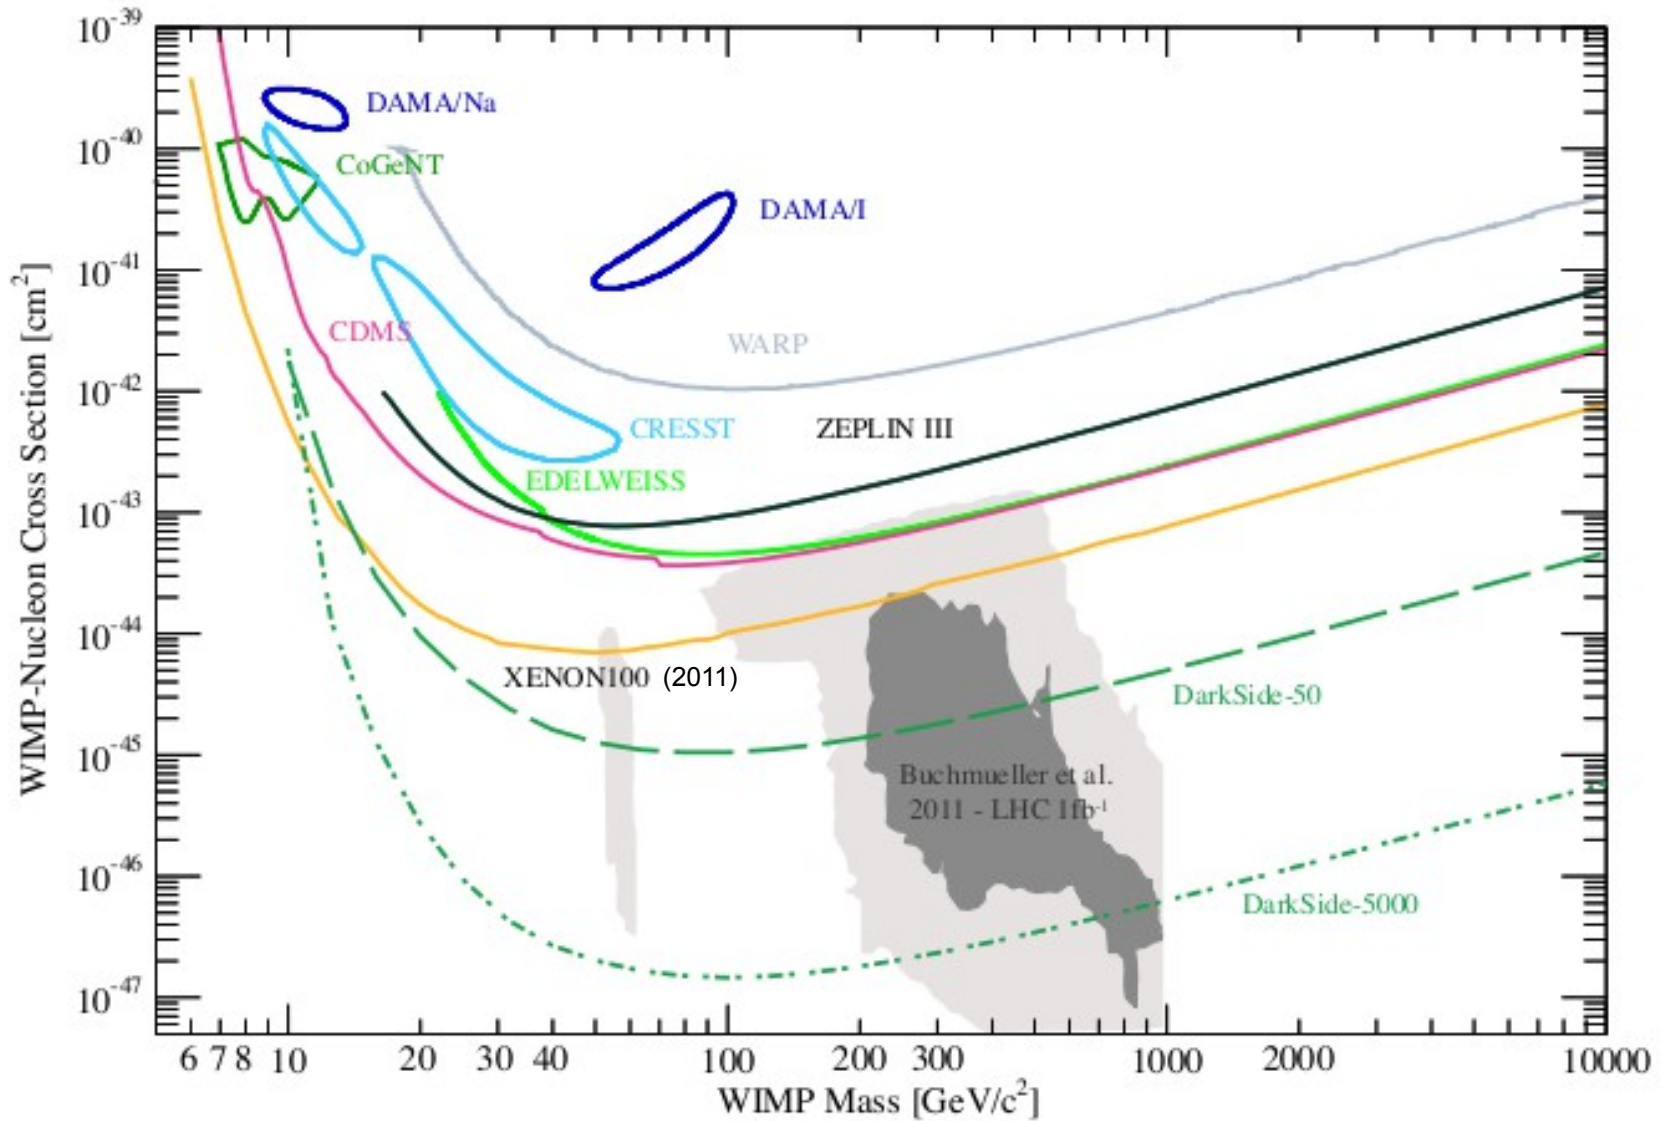 10-39
DAMA/Na
10-40
CoGeNT
DAMA/I
10-41
CDMS
WARP
10-42
CRESST
ZEPLIN III
EDELWEISS
10-43
10-44
XENON100 (2011)
DarkSide-50
10-45
Buchmueller et al.
2011 - LHC 1fb-1
10-46
DarkSide-5000
10-47
WIMP-Nucleon Cross Section [cm2]
6 7 8 10 20 30 40 100 200 300 1000 2000 10000
WIMP Mass [GeV/c2]